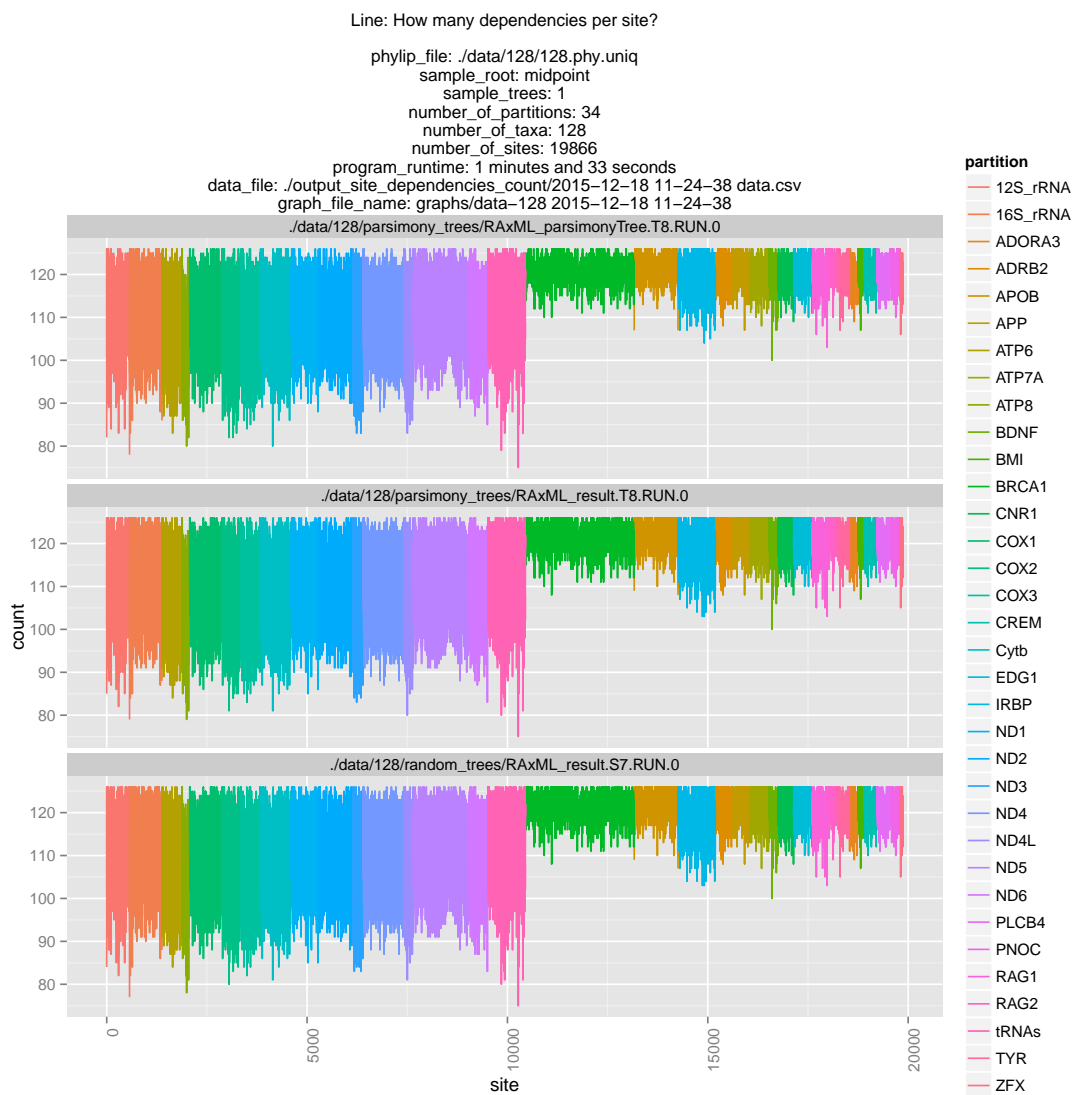 Line: How many dependencies per site?
phylip_file: ./data/128/128.phy.uniq
sample_root: midpoint
sample_trees: 1
number_of_partitions: 34
number_of_taxa: 128
number_of_sites: 19866
program_runtime: 1 minutes and 33 seconds
data_file: ./output_site_dependencies_count/2015−12−18 11−24−38 data.csv
graph_file_name: graphs/data−128 2015−12−18 11−24−38
./data/128/parsimony_trees/RAxML_parsimonyTree.T8.RUN.0
120
110
100
90
80
./data/128/parsimony_trees/RAxML_result.T8.RUN.0
120
110
100
90
80
./data/128/random_trees/RAxML_result.S7.RUN.0
120
110
100
90
80
count
0
5000
10000
15000
20000
site
partition
12S_rRNA
16S_rRNA
ADORA3
ADRB2
APOB
APP
ATP6
ATP7A
ATP8
BDNF
BMI
BRCA1
CNR1
COX1
COX2
COX3
CREM
Cytb
EDG1
IRBP
ND1
ND2
ND3
ND4
ND4L
ND5
ND6
PLCB4
PNOC
RAG1
RAG2
tRNAs
TYR
ZFX